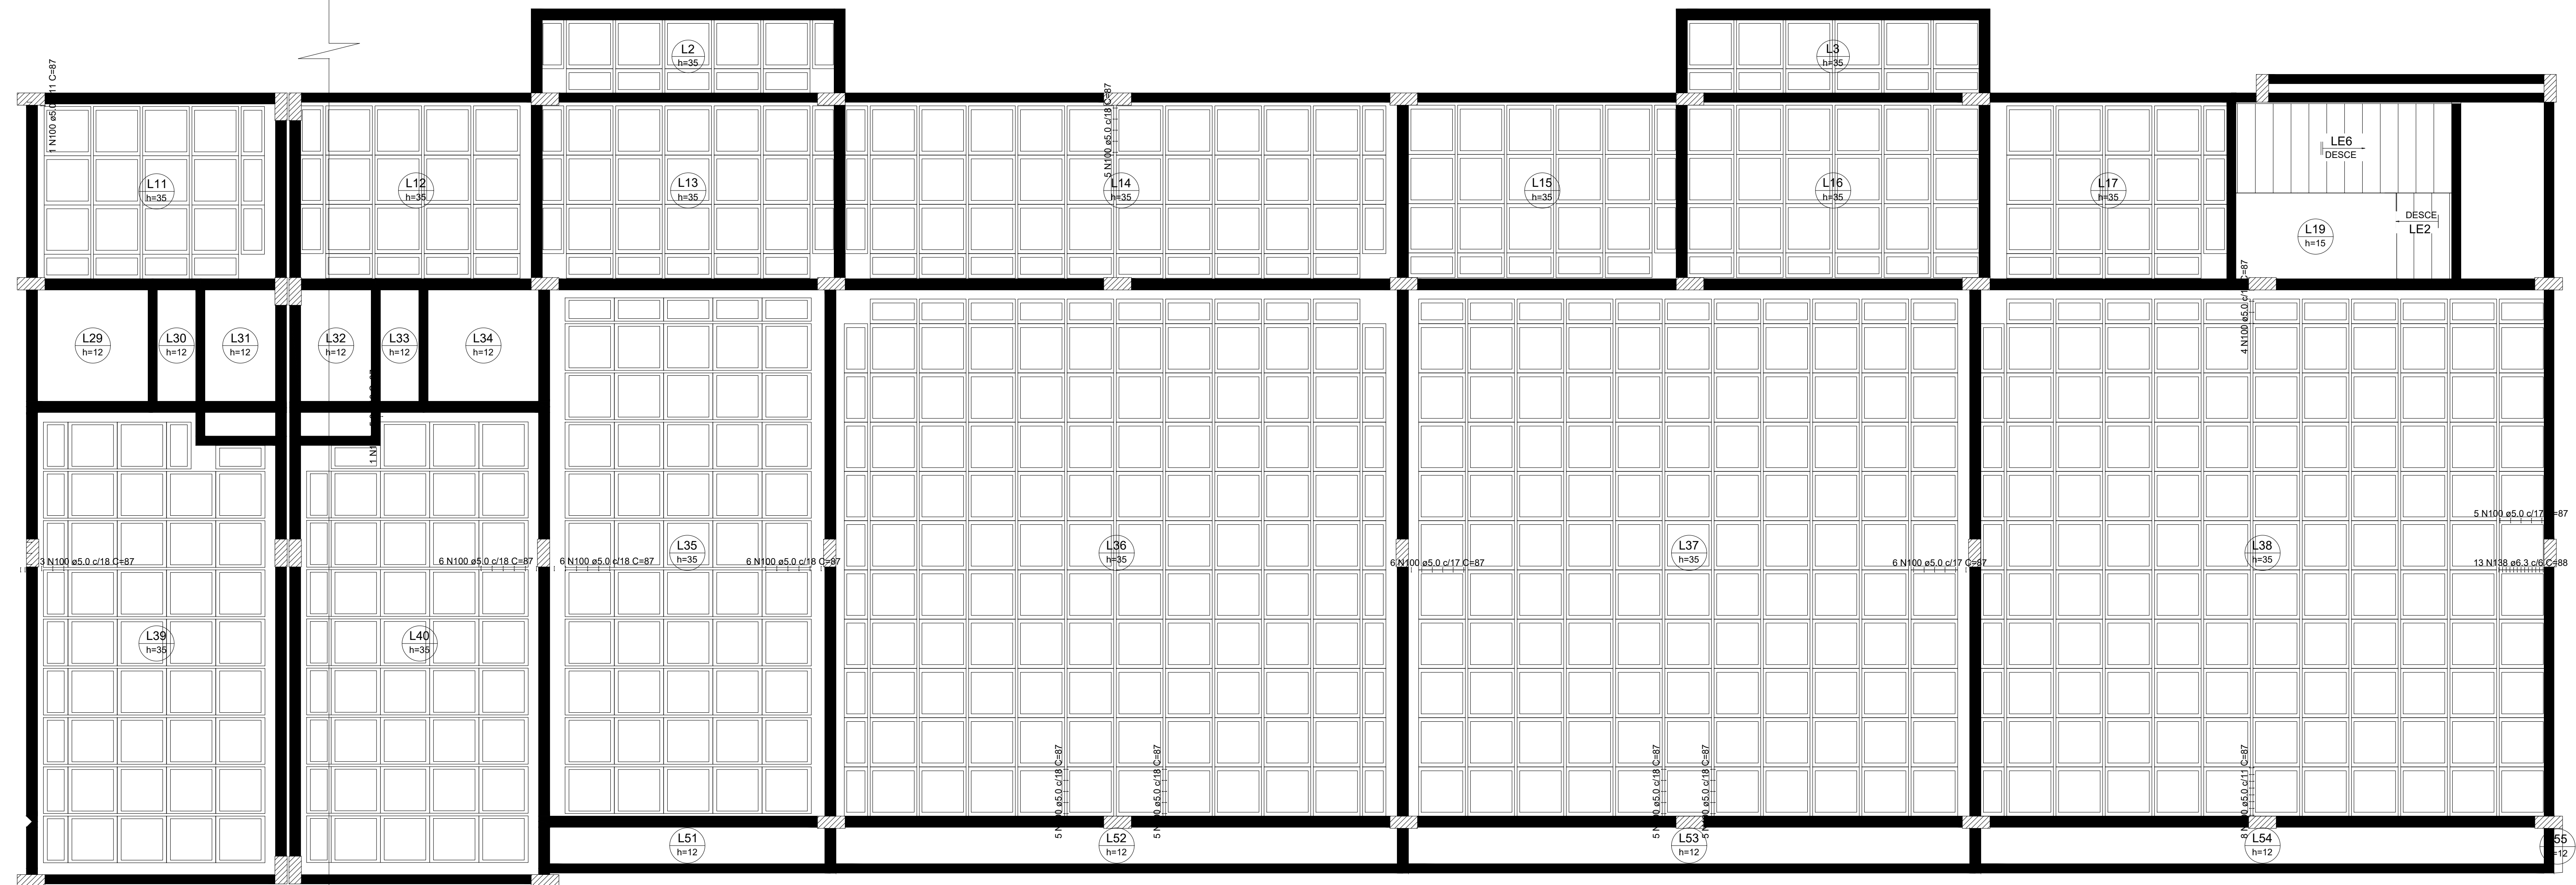 L2
h=35
L3
h=35
1 N100 ø5.0 c/11 C=87
5 N100 ø5.0 c/18 C=87
LE6
DESCE
L11
h=35
L12
h=35
L13
h=35
L14
h=35
L15
h=35
L16
h=35
L17
h=35
DESCE
LE2
L19
h=15
4 N100 ø5.0 C=87
L29
h=12
L30
h=12
L31
h=12
L32
h=12
L33
h=12
L34
h=12
5 N100 ø5.0 c/17 C=87
L35
h=35
L36
h=35
L37
h=35
L38
h=35
3 N100 ø5.0 c/18 C=87
6 N100 ø5.0 c/18 C=87
6 N100 ø5.0 c/18 C=87
6 N100 ø5.0 c/18 C=87
6 N100 ø5.0 c/17 C=87
6 N100 ø5.0 c/17 C=87
13 N138 ø6.3 c/6 C=88
L39
h=35
L40
h=35
5 N100 ø5.0 c/18 C=87
5 N100 ø5.0 c/18 C=87
5 N100 ø5.0 c/18 C=87
5 N100 ø5.0 c/18 C=87
8 N100 ø5.0 c/11 C=87
L51
h=12
L52
h=12
L53
h=12
L54
h=12
L55
h=12